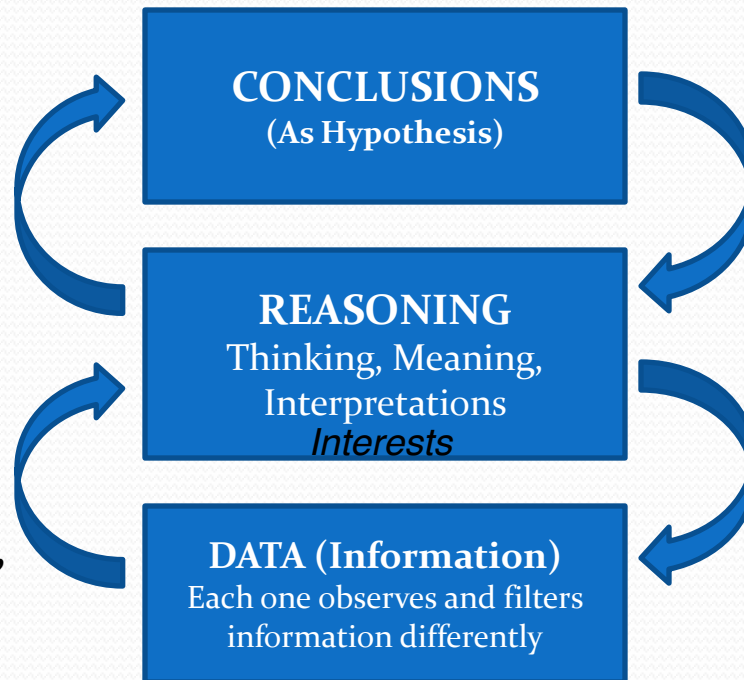 CONCLUSIONS
(As Hypothesis)
REASONING
Thinking, Meaning,
Interpretations
Interests
DATA (Information)
Each one observes and filters
information differently